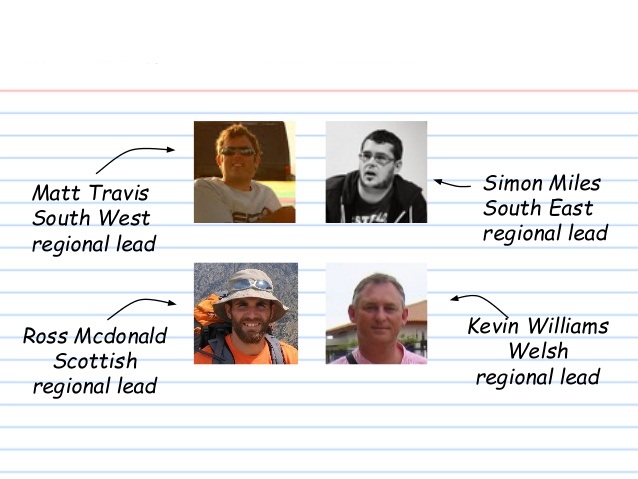 Matt Travis
South West
regional lead
Simon Miles
South East
regional lead
Ross Mcdonald
Scottish
regional lead
Kevin Williams
Welsh
regional lead